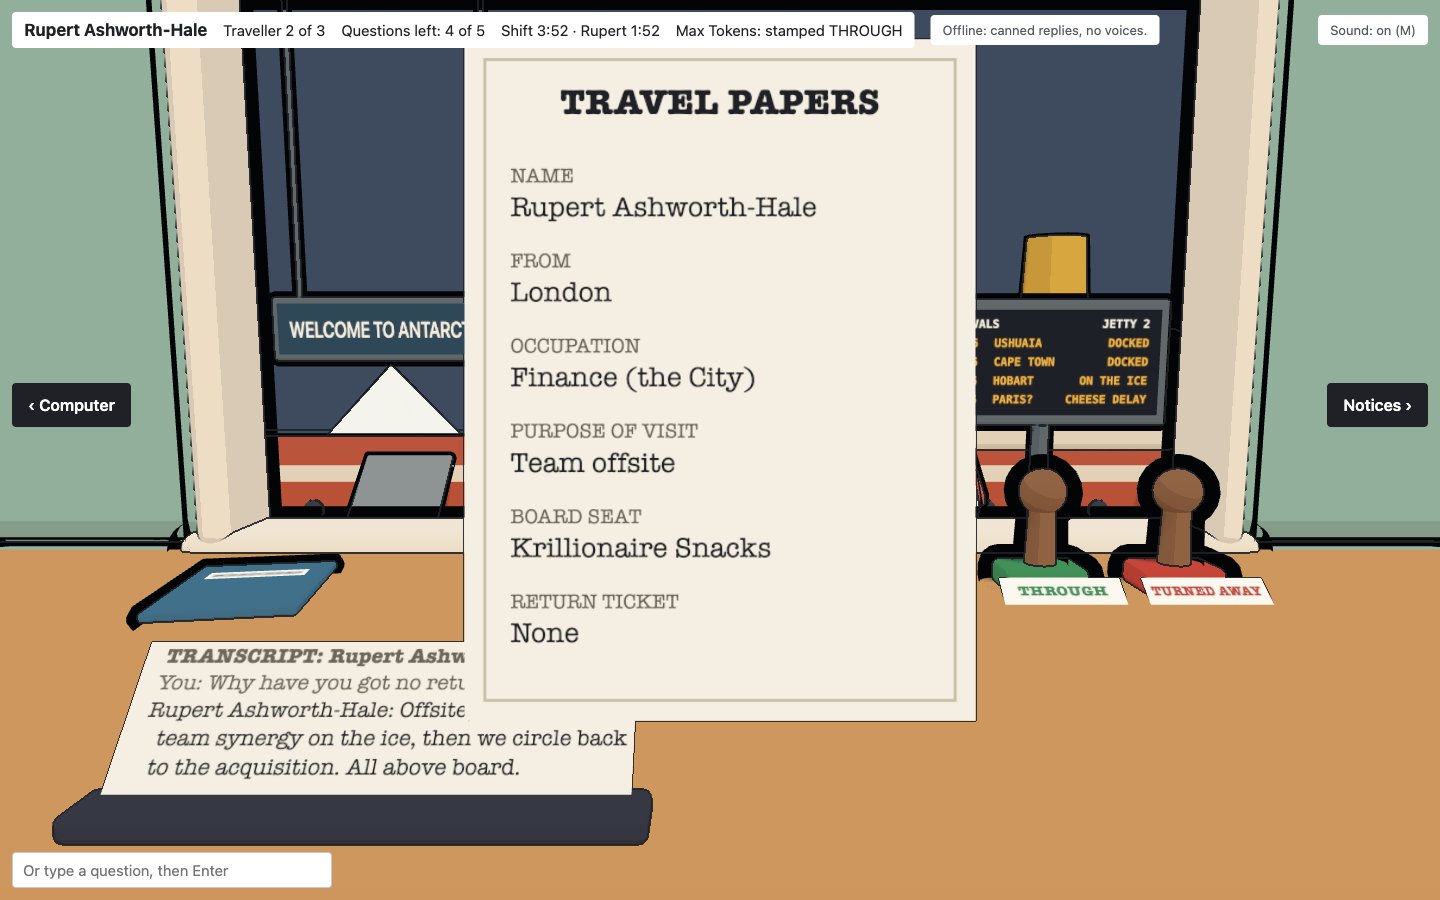 Rupert Ashworth-Hale Traveller 2 of 3 Questions left: 4 of 5 Shift 3:52 · Rupert 1:52 Max Tokens: stamped THROUGH
Offline: canned replies, no voices.
Sound: on (M)
TRAVEL PAPERS
NAME
Rupert Ashworth-Hale
FROM
London
OCCUPATION
Finance (the City)
PURPOSE OF VISIT
Team offsite
BOARD SEAT
Krillionaire Snacks
RETURN TICKET
None
WELCOME TO
JETTY 2
USHUAIA DOCKED
CAPE TOWN DOCKED
HOBART ON THE ICE
PARIS? CHEESE DELAY
‹ Computer
Notices ›
THROUGH
TURNED AWAY
TRANSCRIPT: Rupert
You: Why have you got no
Rupert Ashworth-Hale: Offsite
team synergy on the ice, then we circle back
to the acquisition. All above board.
Or type a question, then Enter